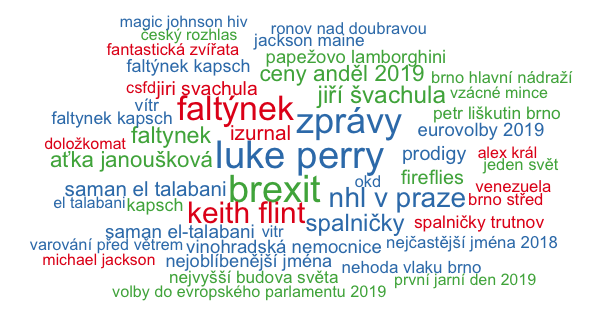 magic johnson hiv
ronov nad doubravou
český rozhlas
jackson maine
fantastická zvířata
papežovo lamborghini
faltýnek kapsch
ceny anděl 2019
brno hlavní nádraží
csfd
jiri svachula
jiří švachula
vzácné mince
vítr
faltýnek
zprávy
petr liškutin brno
faltynek kapsch
faltynek
izurnal
eurovolby 2019
doložkomat
luke perry
prodigy
alex král
aťka janoušková
jeden svět
saman el talabani
brexit
okd
fireflies
venezuela
el talabani
kapsch
keith flint
nhl v praze
brno střed
spalničky
spalničky trutnov
saman el-talabani
vitr
varování před větrem
vinohradská nemocnice
nejčastější jména 2018
michael jackson
nejoblíbenější jména
nehoda vlaku brno
nejvyšší budova světa
první jarní den 2019
volby do evropského parlamentu 2019